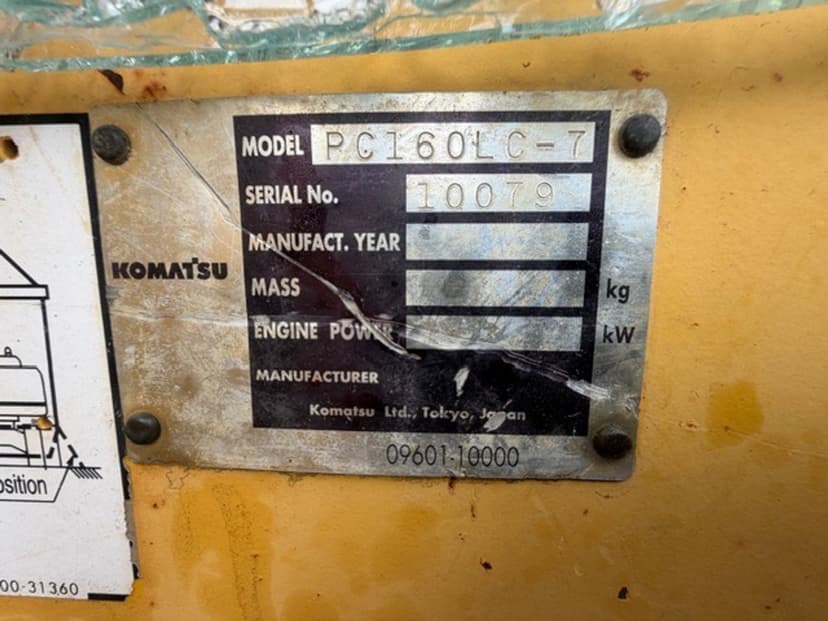 MODEL PC160LC-7
SERIAL No. 10079
MANUFACT. YEAR
KOMATSU
MASS kg
ENGINE POWER kW
MANUFACTURER
Komatsu Ltd., Tokyo, Japan
09601-10000
osition
00-31360